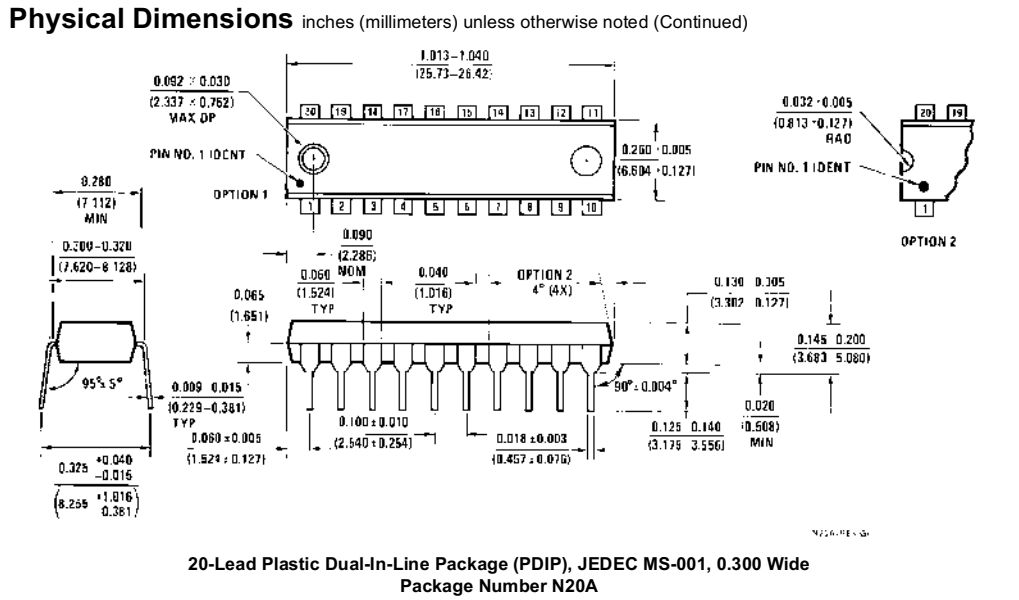 Physical Dimensions inches (millimeters) unless otherwise noted (Continued)
1.013–1.040
(25.73–26.42)
0.092 × 0.030
(2.337 × 0.762)
MAX DP
PIN NO. 1 IDENT
OPTION 1
20 19 18 17 16 15 14 13 12 11
1 2 3 4 5 6 7 8 9 10
0.260 ±0.005
(6.604 ±0.127)
0.032 ±0.005
(0.813 ±0.127)
RAD
PIN NO. 1 IDENT
20 19
1
OPTION 2
0.280
(7.112)
MIN
0.300–0.320
(7.620–8.128)
0.090
(2.286)
NOM
0.060
(1.524)
TYP
0.040
(1.016)
TYP
OPTION 2
4° (4X)
0.130 0.005
(3.302 0.127)
0.065
(1.651)
0.145 0.200
(3.683 5.080)
95° ± 5°
0.009 0.015
(0.229–0.381)
TYP
90° ± 0.004°
0.020
(0.508)
MIN
0.100 ± 0.010
(2.540 ± 0.254)
0.125 0.140
(3.175 3.556)
0.060 ±0.005
(1.524 ± 0.127)
0.018 ±0.003
(0.457 ± 0.076)
0.325 +0.040
–0.015
(8.255 +1.016
0.381)
20-Lead Plastic Dual-In-Line Package (PDIP), JEDEC MS-001, 0.300 Wide
Package Number N20A